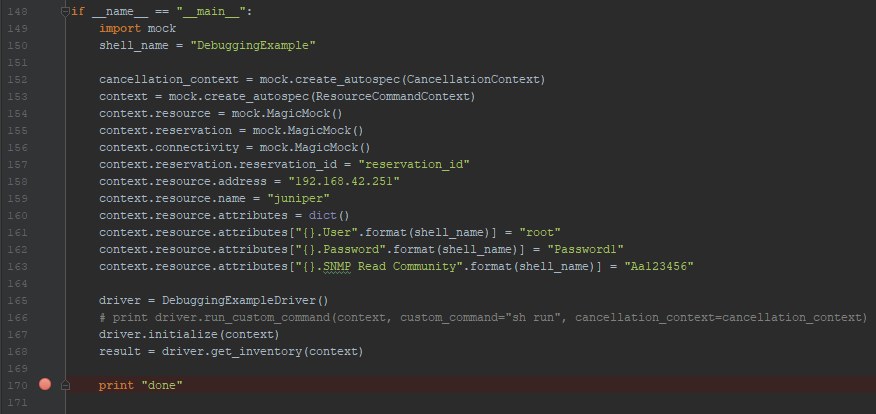 148 if __name__ == "__main__":
149     import mock
150     shell_name = "DebuggingExample"
151
152     cancellation_context = mock.create_autospec(CancellationContext)
153     context = mock.create_autospec(ResourceCommandContext)
154     context.resource = mock.MagicMock()
155     context.reservation = mock.MagicMock()
156     context.connectivity = mock.MagicMock()
157     context.reservation.reservation_id = "reservation_id"
158     context.resource.address = "192.168.42.251"
159     context.resource.name = "juniper"
160     context.resource.attributes = dict()
161     context.resource.attributes["{}.User".format(shell_name)] = "root"
162     context.resource.attributes["{}.Password".format(shell_name)] = "Password1"
163     context.resource.attributes["{}.SNMP Read Community".format(shell_name)] = "Aa123456"
164
165     driver = DebuggingExampleDriver()
166     # print driver.run_custom_command(context, custom_command="sh run", cancellation_context=cancellation_context)
167     driver.initialize(context)
168     result = driver.get_inventory(context)
169
170     print "done"
171